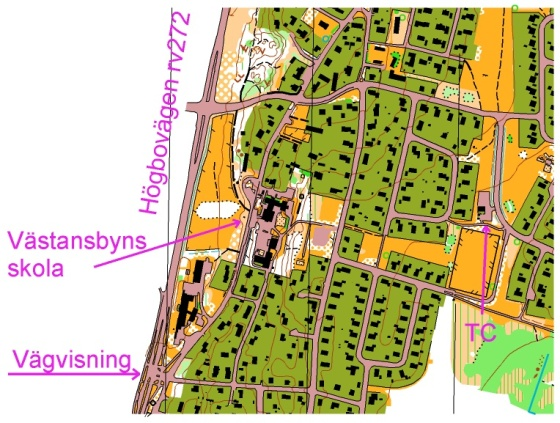 Högbovägen rv272
Västansbyns
skola
TC
Vägvisning